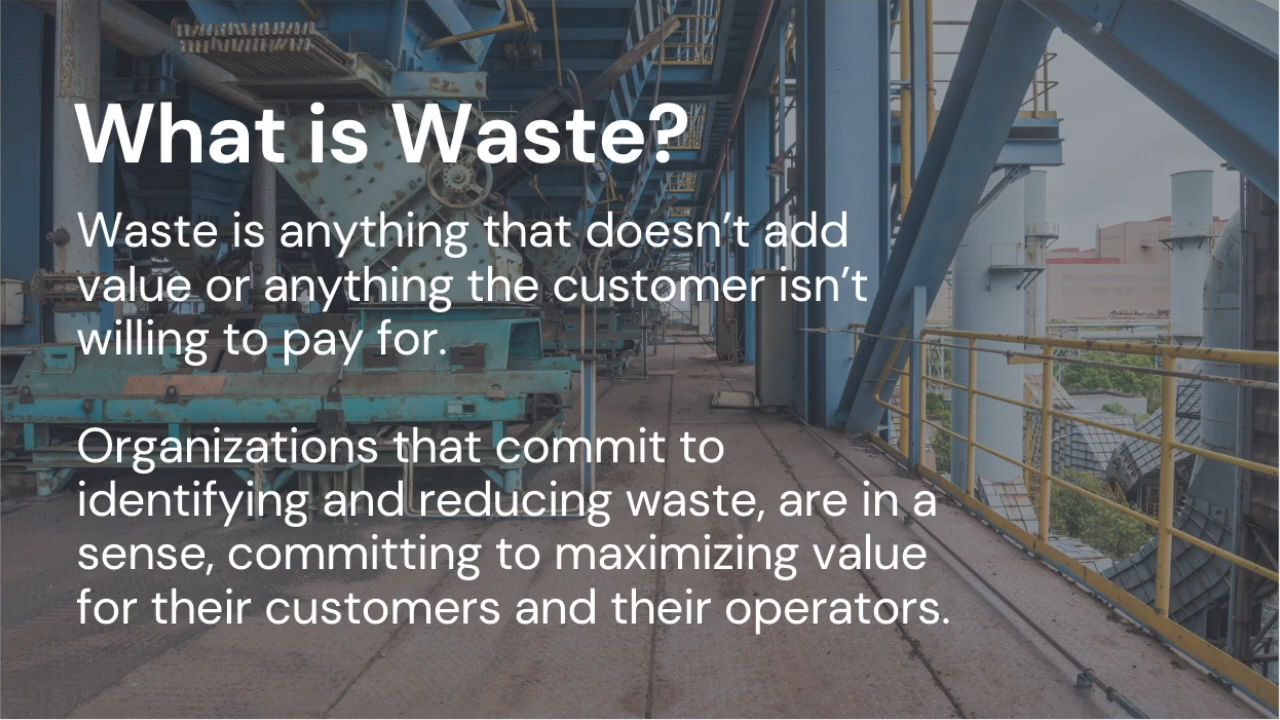 What is Waste?
Waste is anything that doesn’t add
value or anything the customer isn’t
willing to pay for.
Organizations that commit to
identifying and reducing waste, are in a
sense, committing to maximizing value
for their customers and their operators.